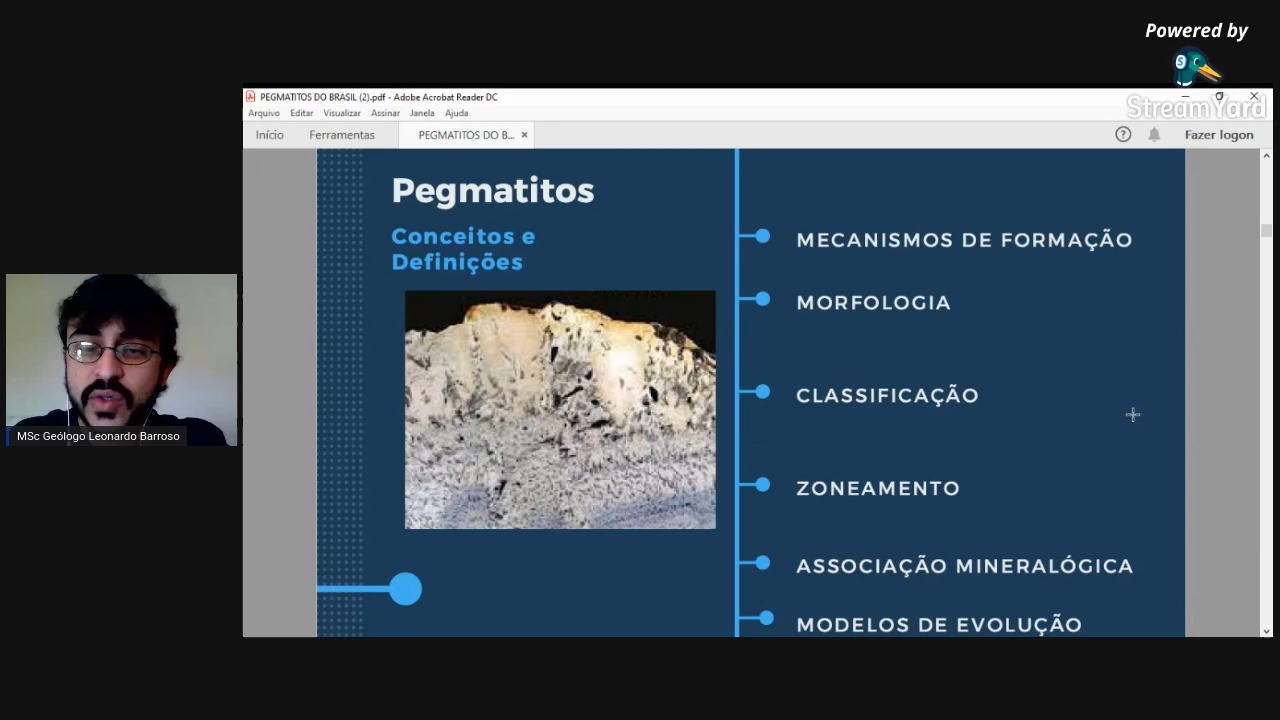 Powered by
StreamYard
PEGMATITOS DO BRASIL (2).pdf - Adobe Acrobat Reader DC
Arquivo Editar Visualizar Assinar Janela Ajuda
Início Ferramentas PEGMATITOS DO B... Fazer logon
Pegmatitos
Conceitos e
Definições
MECANISMOS DE FORMAÇÃO
MORFOLOGIA
CLASSIFICAÇÃO
ZONEAMENTO
ASSOCIAÇÃO MINERALÓGICA
MODELOS DE EVOLUÇÃO
MSc Geólogo Leonardo Barroso